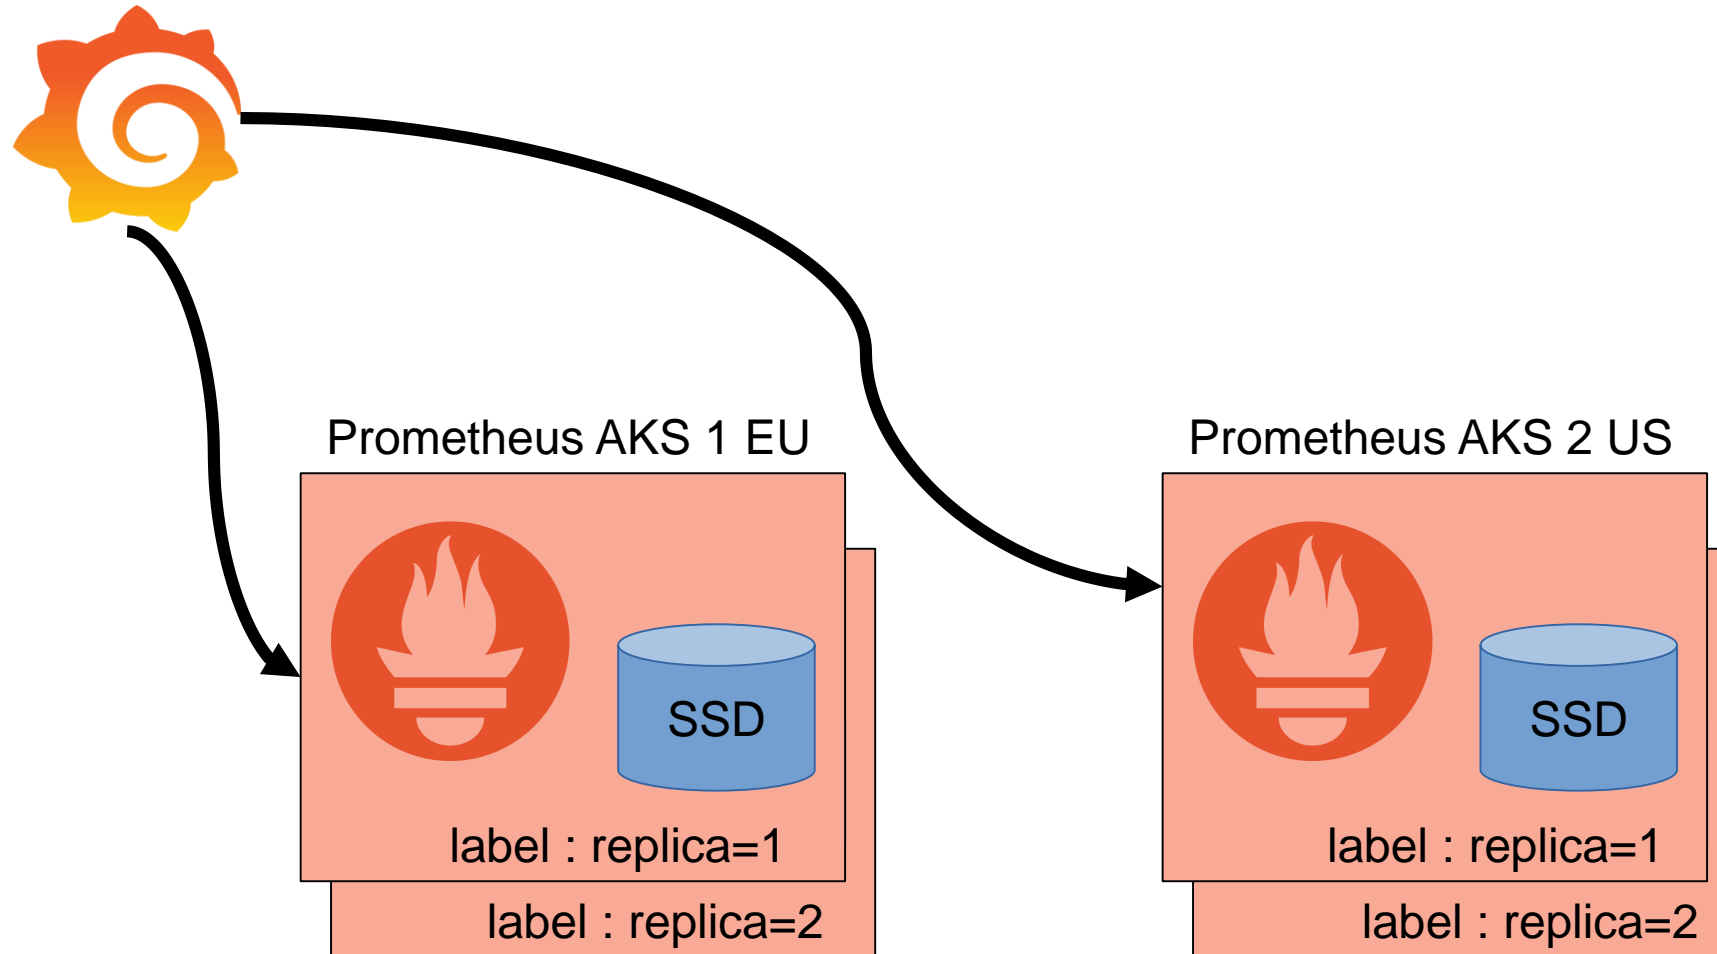 Prometheus AKS 1 EU
SSD
label : replica=1
label : replica=2
Prometheus AKS 2 US
SSD
label : replica=1
label : replica=2